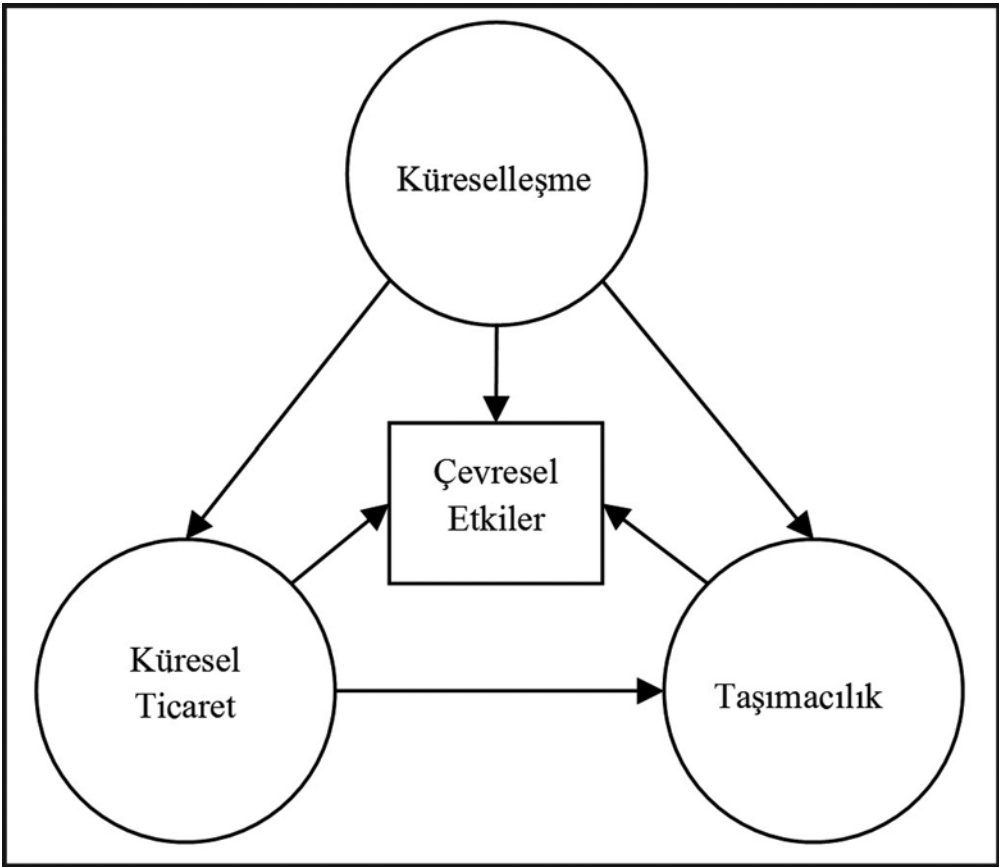 Küreselleşme
Çevresel
Etkiler
Küresel
Ticaret
Taşımacılık